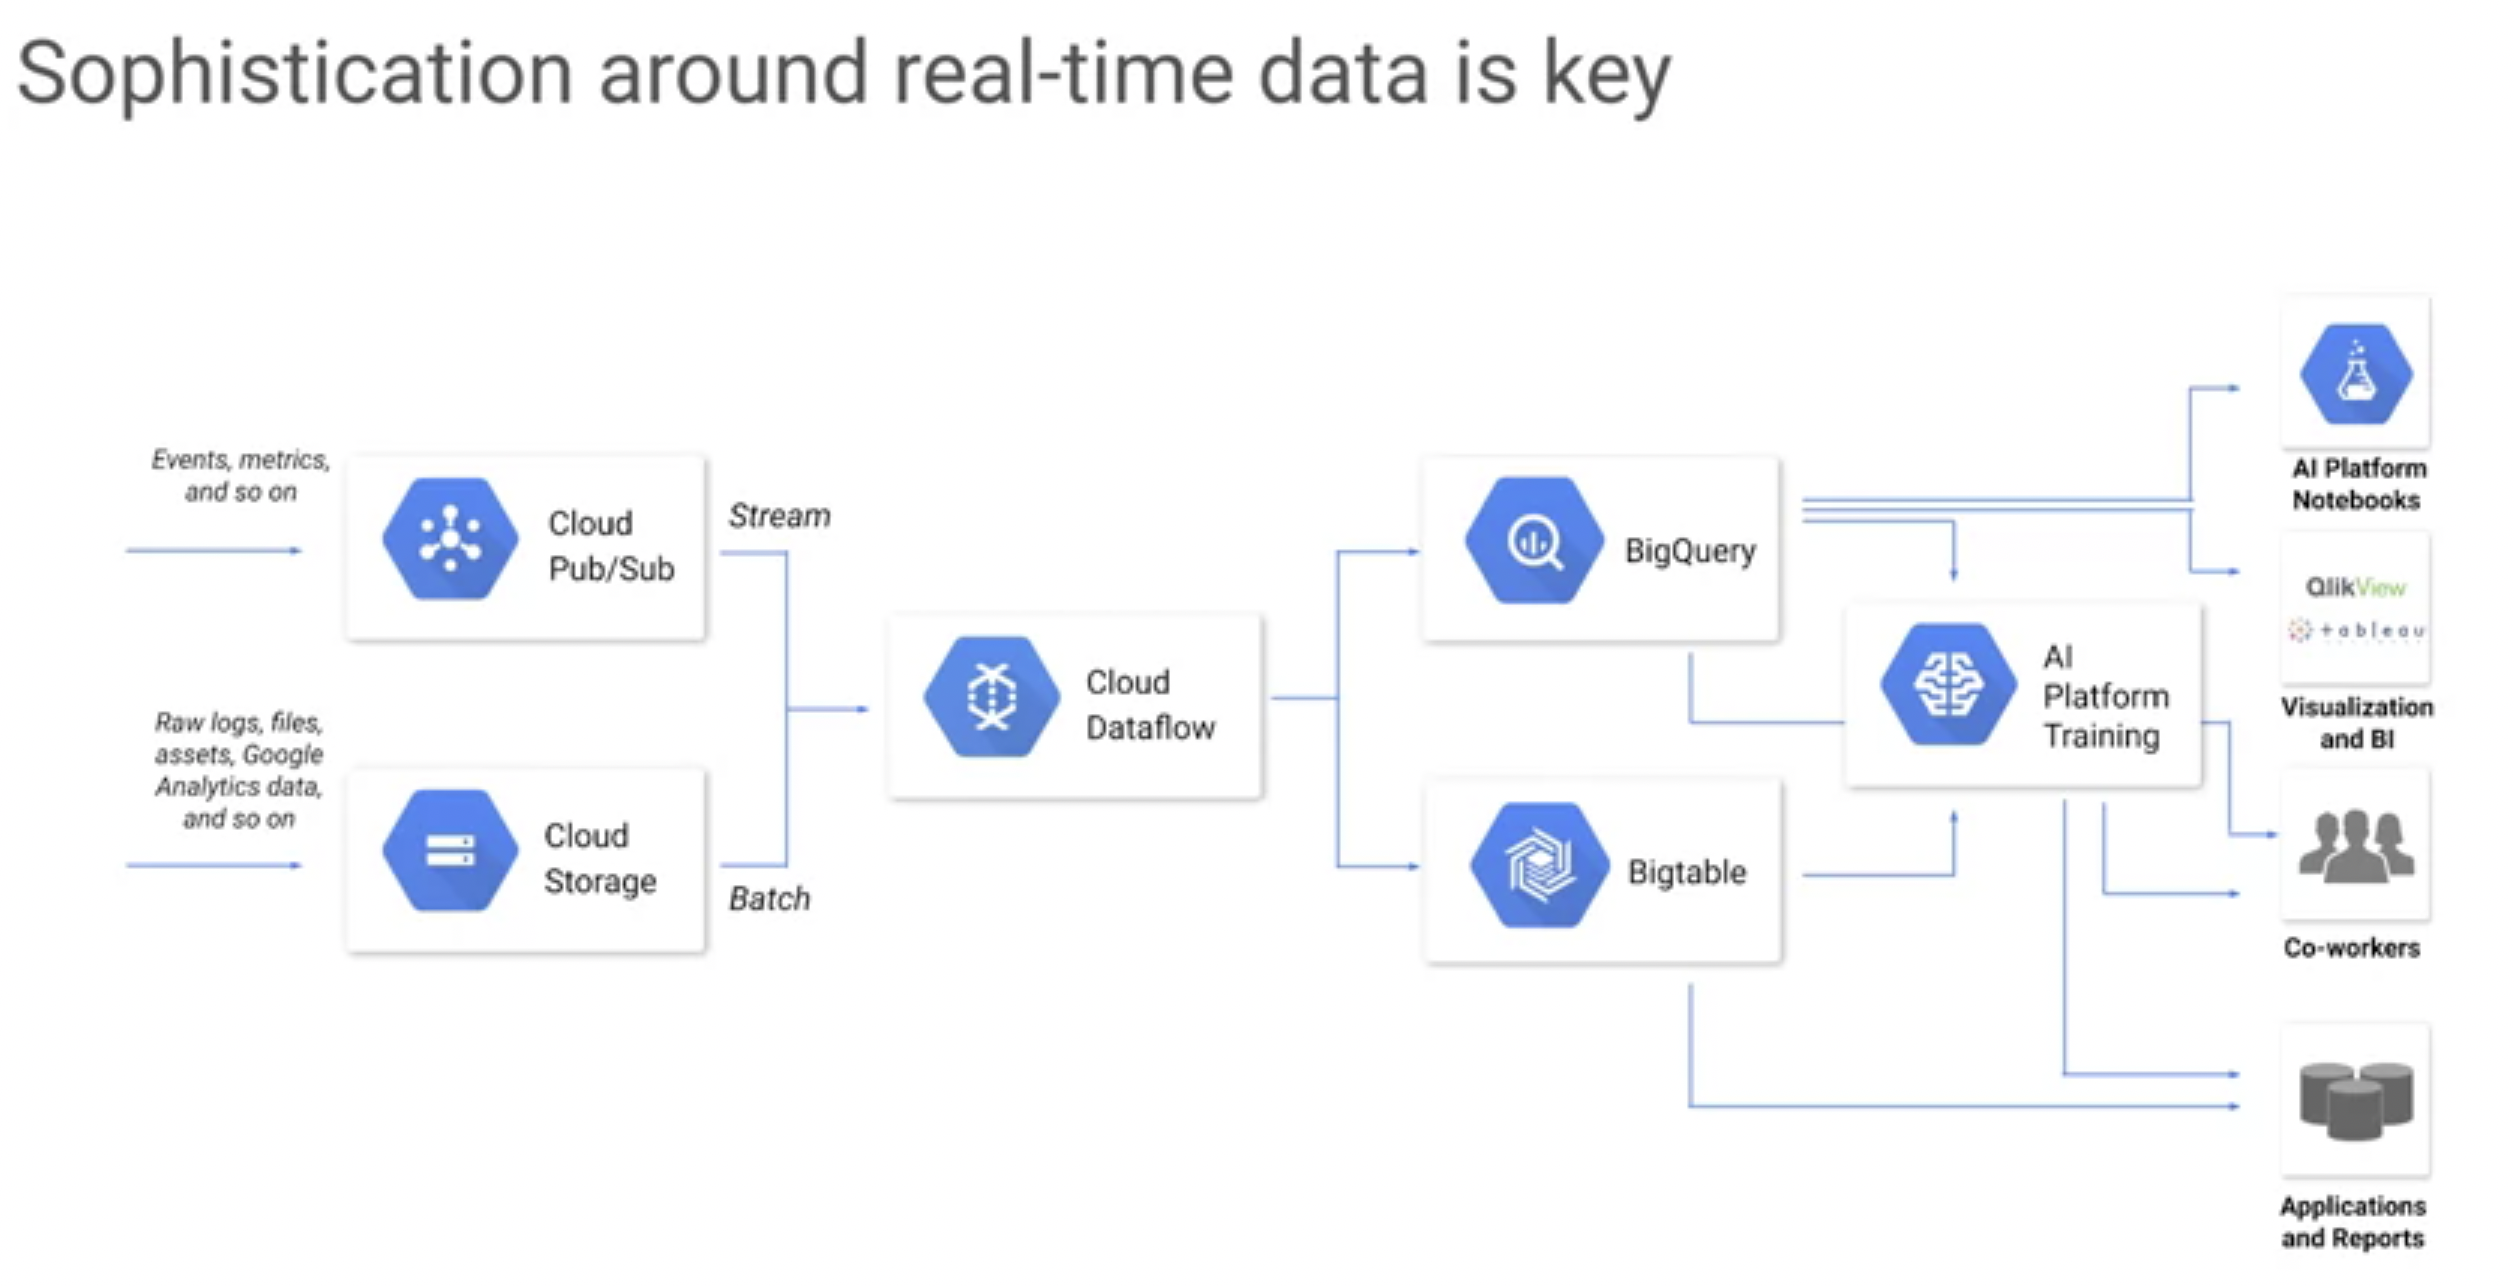 Sophistication around real-time data is key
Events, metrics,
and so on
Cloud
Pub/Sub
Stream
Raw logs, files,
assets, Google
Analytics data,
and so on
Cloud
Storage
Batch
Cloud
Dataflow
BigQuery
Bigtable
AI
Platform
Training
AI Platform
Notebooks
QlikView
+ableau
Visualization
and BI
Co-workers
Applications
and Reports